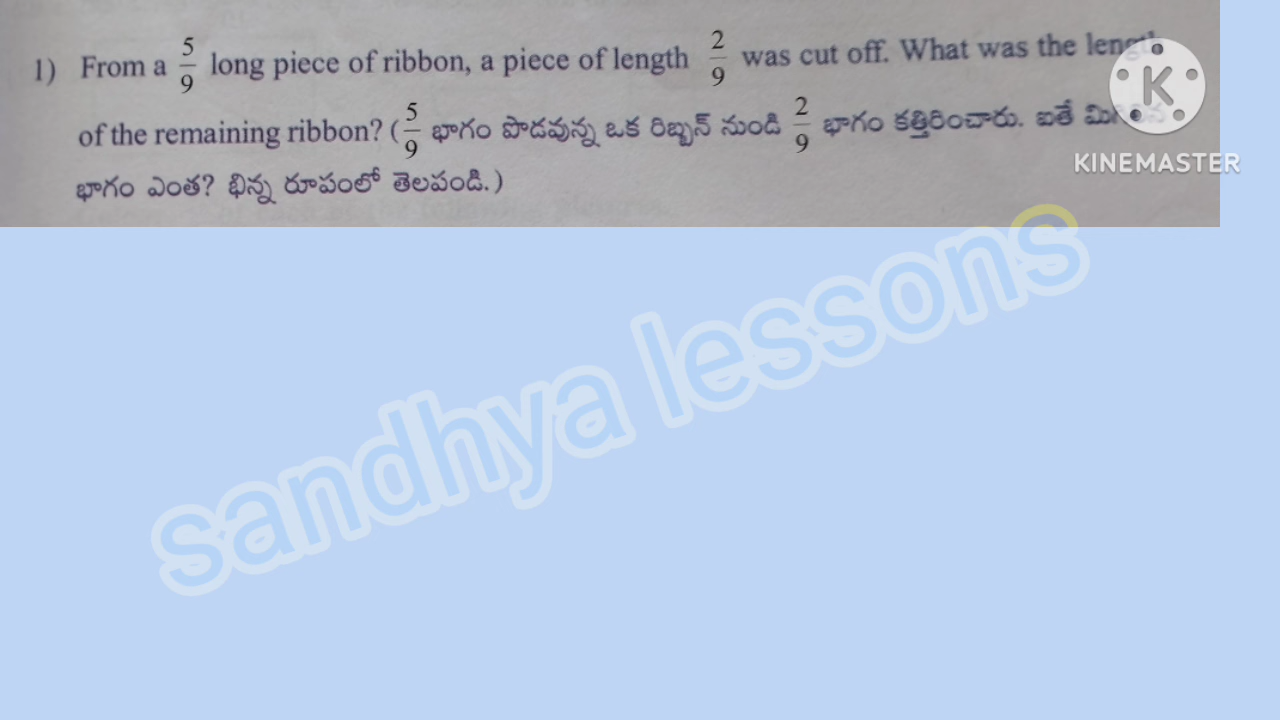 1) From a 5/9 long piece of ribbon, a piece of length 2/9 was cut off. What was the length
of the remaining ribbon? (5/9 భాగం పొడవున్న ఒక రిబ్బన్ నుండి 2/9 భాగం కత్తిరించారు. ఐతే
భాగం ఎంత? భిన్న రూపంలో తెలపండి.)
K
KINEMASTER
sandhya lessons